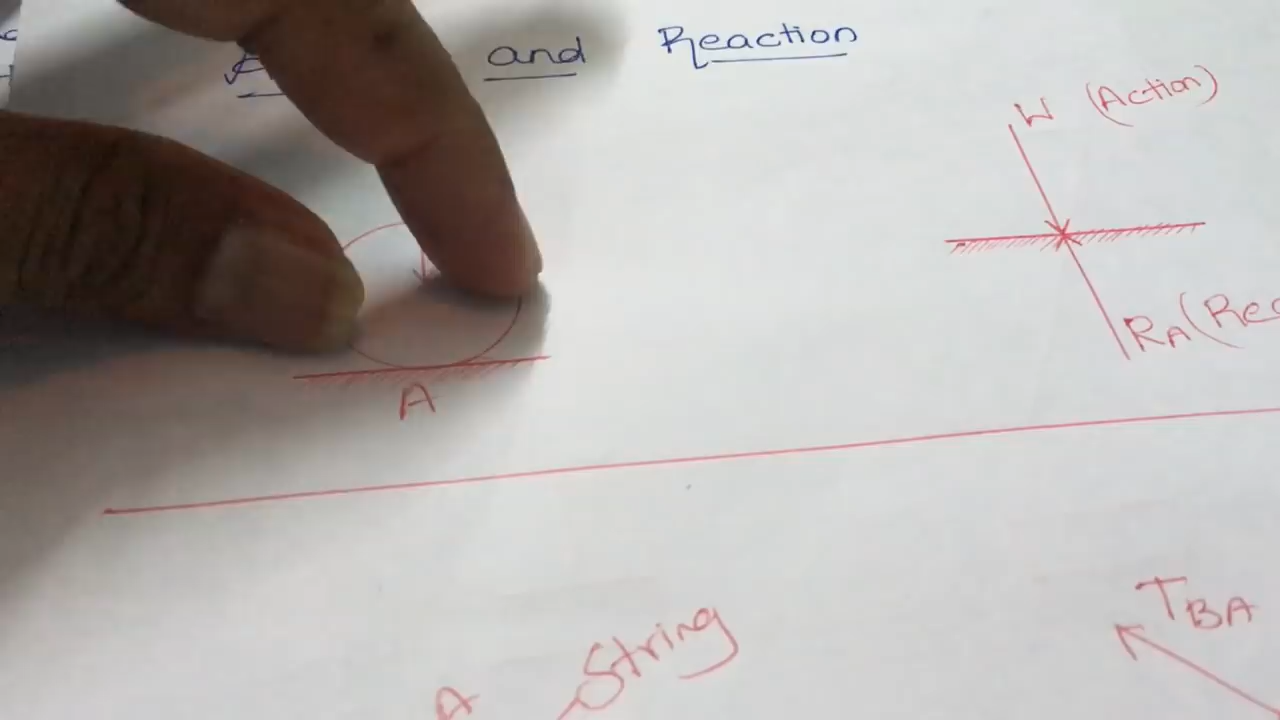 and Reaction
W (Action)
RA (Rea
A
String
TBA
A